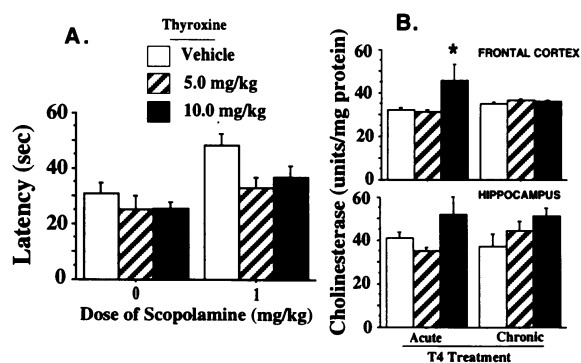 A.
Thyroxine
Vehicle
5.0 mg/kg
10.0 mg/kg
Latency (sec)
60
40
20
0
0
1
Dose of Scopolamine (mg/kg)
B.
Cholinesterase (units/mg protein)
60
40
20
0
*
FRONTAL CORTEX
60
40
20
0
HIPPOCAMPUS
Acute
Chronic
T4 Treatment